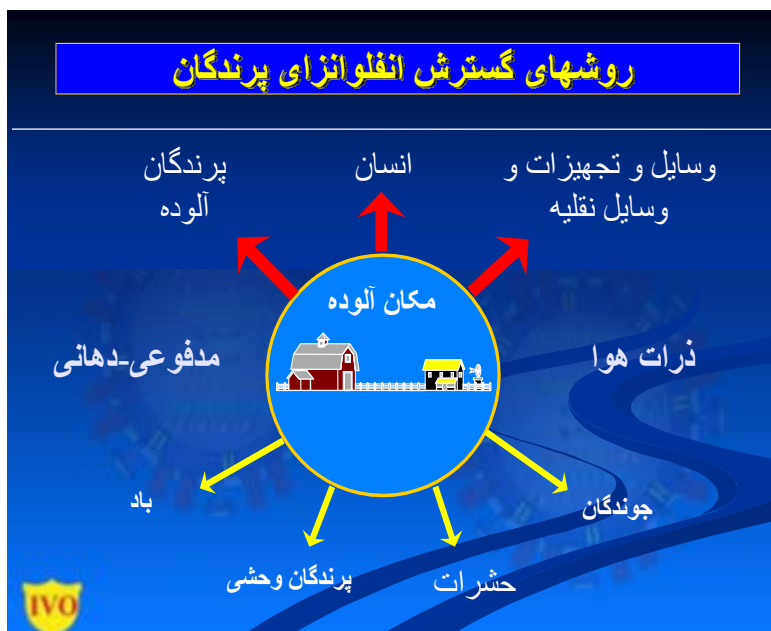 روشهای گسترش انفلوانزای پرندگان
وسایل و تجهیزات و
وسایل نقلیه
انسان
پرندگان
آلوده
مکان آلوده
ذرات هوا
مدفوعی-دهانی
جوندگان
حشرات
پرندگان وحشی
باد
IVO